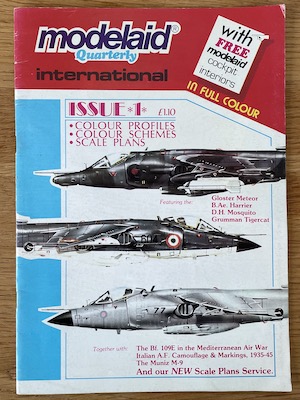 modelaid®
Quarterly
international
with
FREE
modelaid
cockpit
interiors
IN FULL COLOUR
ISSUE *1* £1.10
• COLOUR PROFILES
• COLOUR SCHEMES
• SCALE PLANS
Featuring the
Gloster Meteor
B.Ae. Harrier
D.H. Mosquito
Grumman Tigercat
77
Together with:
The Bf. 109E in the Mediterranean Air War
Italian A.F. Camouflage & Markings, 1935-45
The Muniz M-9
And our NEW Scale Plans Service.